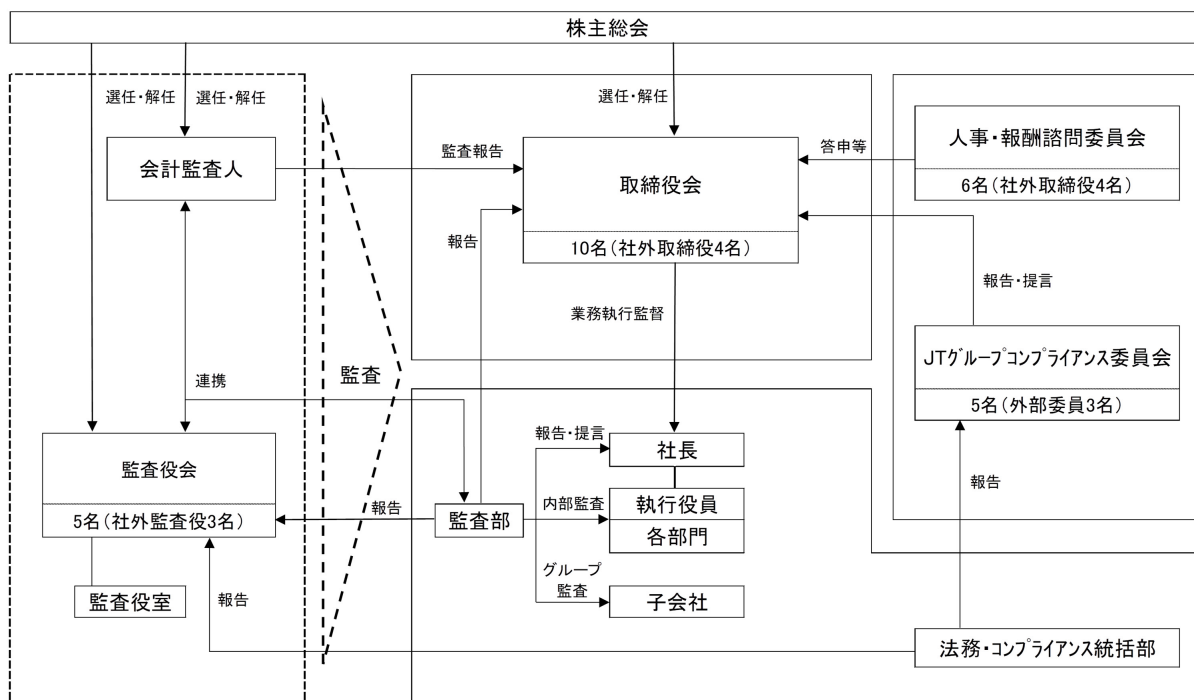 株主総会
選任・解任
選任・解任
選任・解任
会計監査人
監査報告
取締役会
10名(社外取締役4名)
答申等
人事・報酬諮問委員会
6名(社外取締役4名)
報告
報告・提言
業務執行監督
JTグループコンプライアンス委員会
5名(外部委員3名)
連携
監査
監査役会
5名(社外監査役3名)
報告
監査部
報告・提言
社長
内部監査
執行役員
各部門
報告
グループ
監査
子会社
監査役室
報告
法務・コンプライアンス統括部